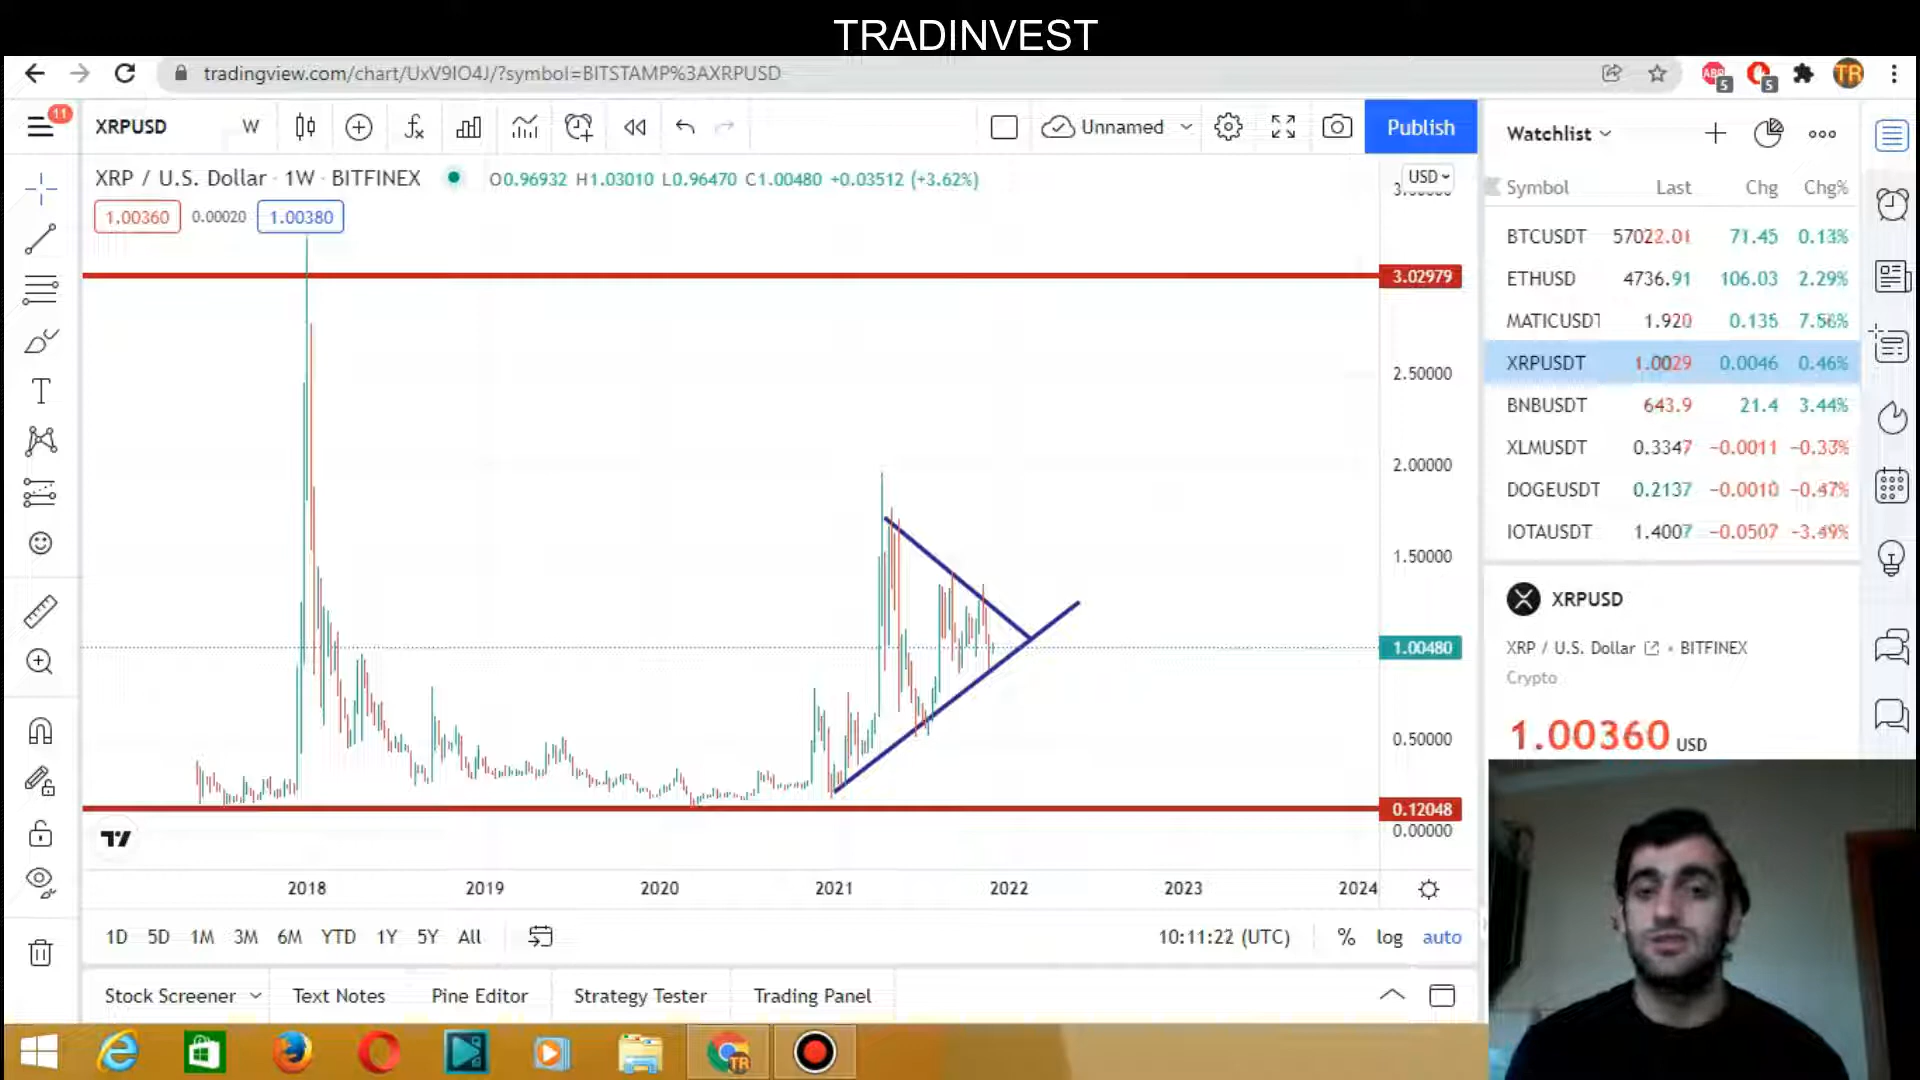 TRADINVEST
tradingview.com/chart/UxV9IO4J/?symbol=BITSTAMP%3AXRPUSD
ABP 5 5 TR
11 XRPUSD W Unnamed Publish
XRP / U.S. Dollar · 1W · BITFINEX O0.96932 H1.03010 L0.96470 C1.00480 +0.03512 (+3.62%)
1.00360 0.00020 1.00380
USD
3.02979
2.50000
2.00000
1.50000
1.00480
0.50000
0.12048
0.00000
2018 2019 2020 2021 2022 2023 2024
1D 5D 1M 3M 6M YTD 1Y 5Y All 10:11:22 (UTC) % log auto
Stock Screener Text Notes Pine Editor Strategy Tester Trading Panel
Watchlist
Symbol Last Chg Chg%
BTCUSDT 57022.01 71.45 0.13%
ETHUSD 4736.91 106.03 2.29%
MATICUSDT 1.920 0.135 7.56%
XRPUSDT 1.0029 0.0046 0.46%
BNBUSDT 643.9 21.4 3.44%
XLMUSDT 0.3347 −0.0011 −0.33%
DOGEUSDT 0.2137 −0.0010 −0.47%
IOTAUSDT 1.4007 −0.0507 −3.49%
XRPUSD
XRP / U.S. Dollar • BITFINEX
Crypto
1.00360 USD
TR